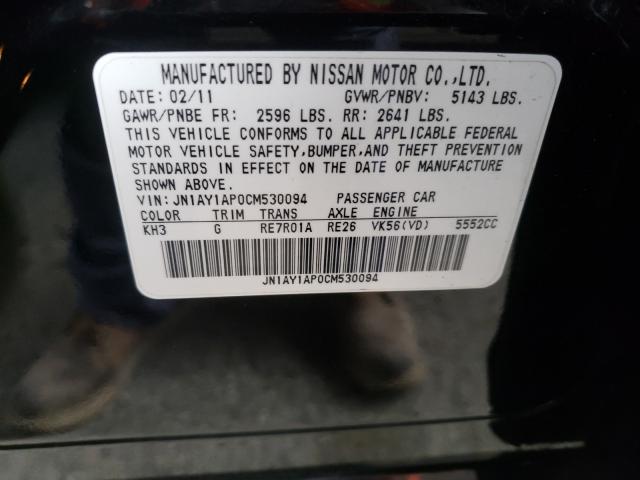 MANUFACTURED BY NISSAN MOTOR CO.,LTD.
DATE: 02/11 GVWR/PNBV: 5143 LBS.
GAWR/PNBE FR: 2596 LBS. RR: 2641 LBS.
THIS VEHICLE CONFORMS TO ALL APPLICABLE FEDERAL
MOTOR VEHICLE SAFETY,BUMPER,AND THEFT PREVENTION
STANDARDS IN EFFECT ON THE DATE OF MANUFACTURE
SHOWN ABOVE.
VIN: JN1AY1AP0CM530094 PASSENGER CAR
COLOR TRIM TRANS AXLE ENGINE
KH3 G RE7R01A RE26 VK56(VD) 5552CC
JN1AY1AP0CM530094